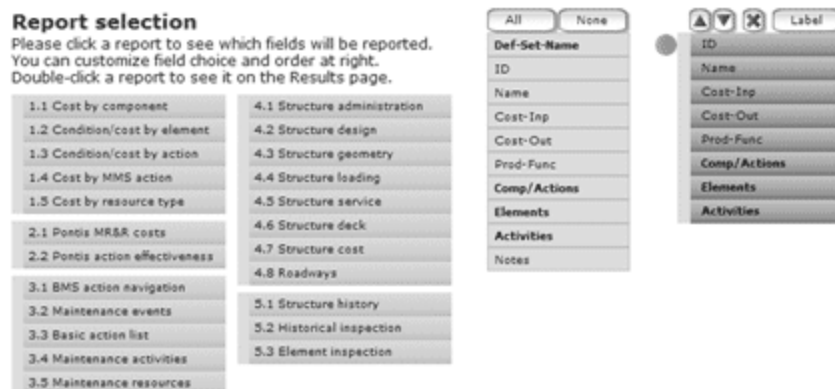 Report selection
Please click a report to see which fields will be reported.
You can customize field choice and order at right.
Double-click a report to see it on the Results page.
1.1 Cost by component
1.2 Condition/cost by element
1.3 Condition/cost by action
1.4 Cost by MMS action
1.5 Cost by resource type
2.1 Pontis MR&R costs
2.2 Pontis action effectiveness
3.1 BMS action navigation
3.2 Maintenance events
3.3 Basic action list
3.4 Maintenance activities
3.5 Maintenance resources
4.1 Structure administration
4.2 Structure design
4.3 Structure geometry
4.4 Structure loading
4.5 Structure service
4.6 Structure deck
4.7 Structure cost
4.8 Roadways
5.1 Structure history
5.2 Historical inspection
5.3 Element inspection
All None
Def-Set-Name
ID
Name
Cost-Inp
Cost-Out
Prod-Func
Comp/Actions
Elements
Activities
Notes
Label
ID
Name
Cost-Inp
Cost-Out
Prod-Func
Comp/Actions
Elements
Activities